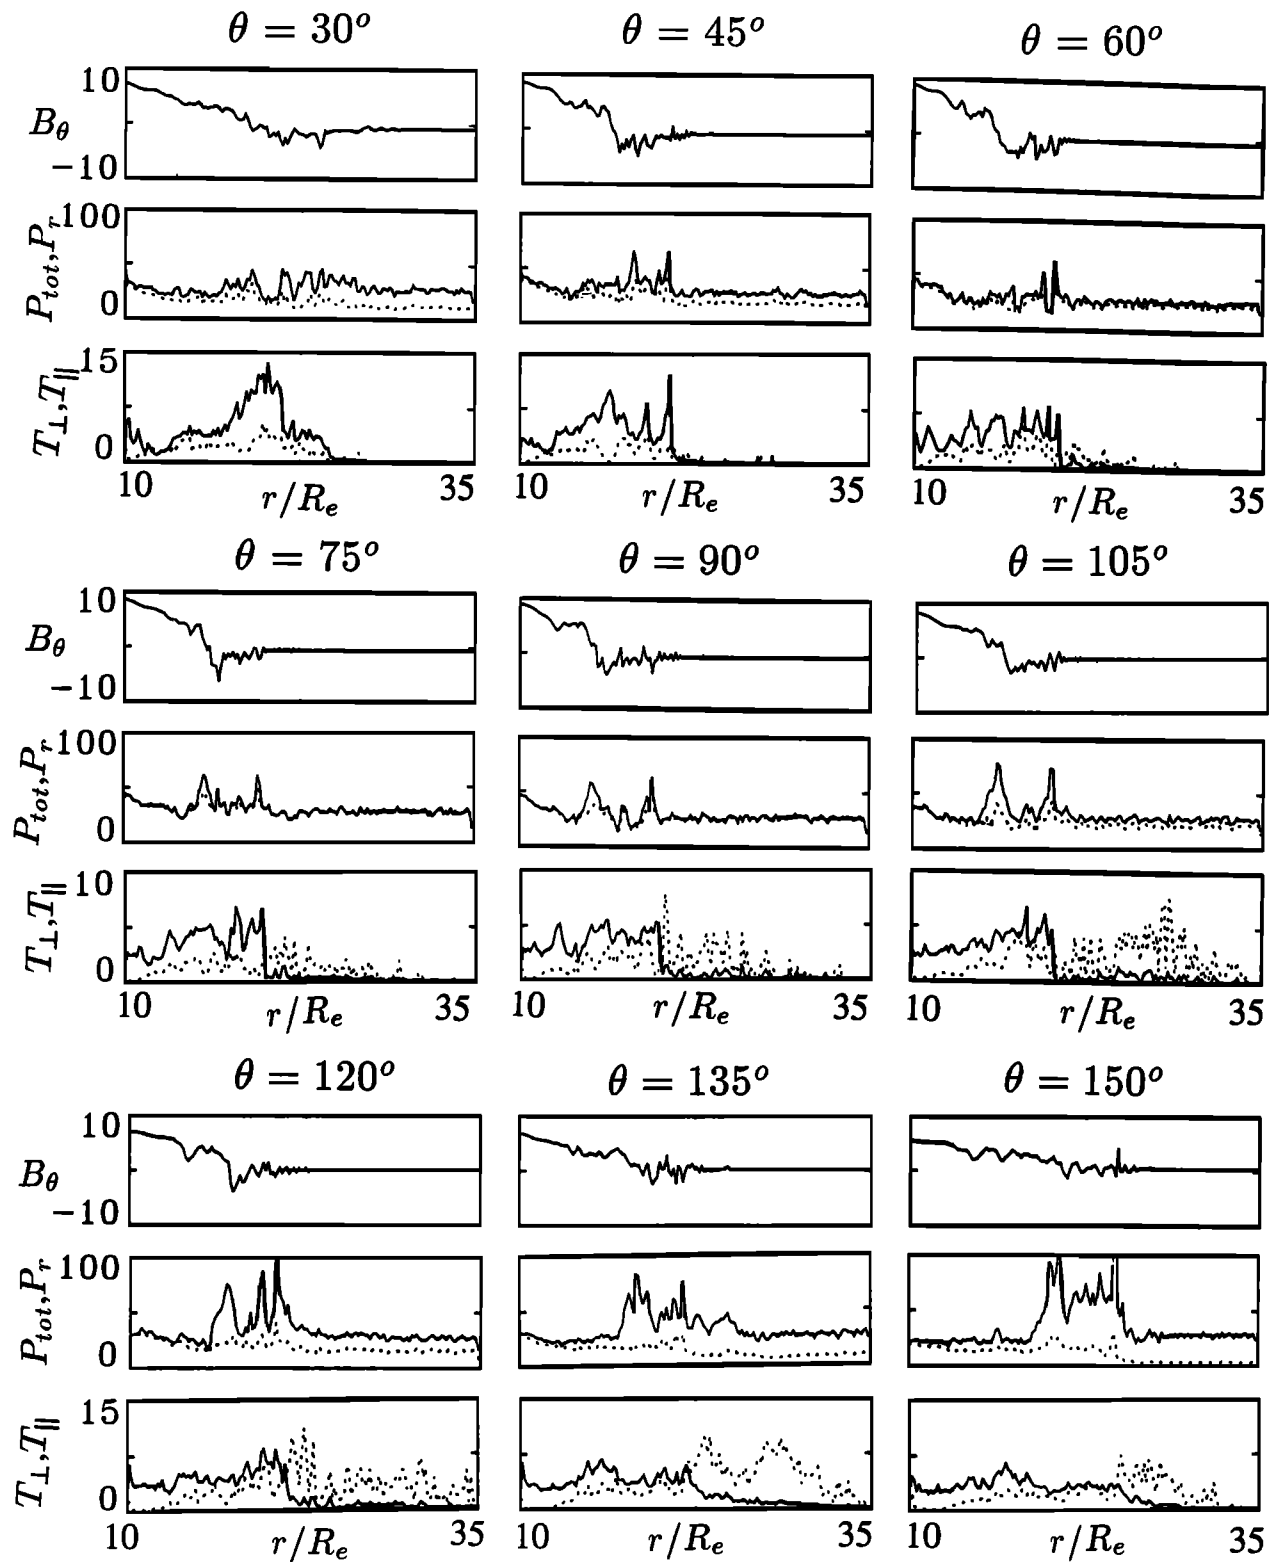 θ = 30° θ = 45° θ = 60°
10
B_θ
−10
100
P_tot, P_r
0
15
T_⊥, T_∥
0
10 r/R_e 35 10 r/R_e 35 10 r/R_e 35
θ = 75° θ = 90° θ = 105°
10
B_θ
−10
100
P_tot, P_r
0
10
T_⊥, T_∥
0
10 r/R_e 35 10 r/R_e 35 10 r/R_e 35
θ = 120° θ = 135° θ = 150°
10
B_θ
−10
100
P_tot, P_r
0
15
T_⊥, T_∥
0
10 r/R_e 35 10 r/R_e 35 10 r/R_e 35